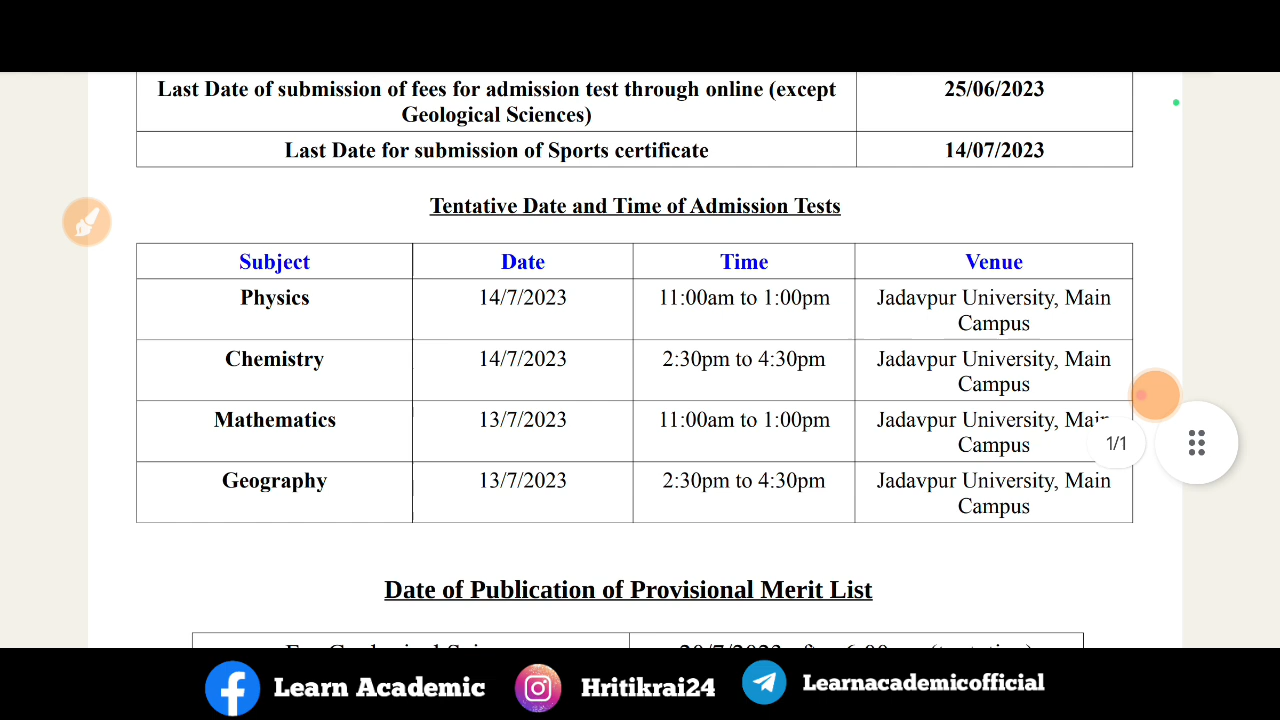 Last Date of submission of fees for admission test through online (except
Geological Sciences)
25/06/2023
Last Date for submission of Sports certificate
14/07/2023
Tentative Date and Time of Admission Tests
Subject Date Time Venue
Physics 14/7/2023 11:00am to 1:00pm Jadavpur University, Main
Campus
Chemistry 14/7/2023 2:30pm to 4:30pm Jadavpur University, Main
Campus
Mathematics 13/7/2023 11:00am to 1:00pm Jadavpur University, Main
Campus
1/1
Geography 13/7/2023 2:30pm to 4:30pm Jadavpur University, Main
Campus
Date of Publication of Provisional Merit List
Learn Academic
Hritikrai24
Learnacademicofficial